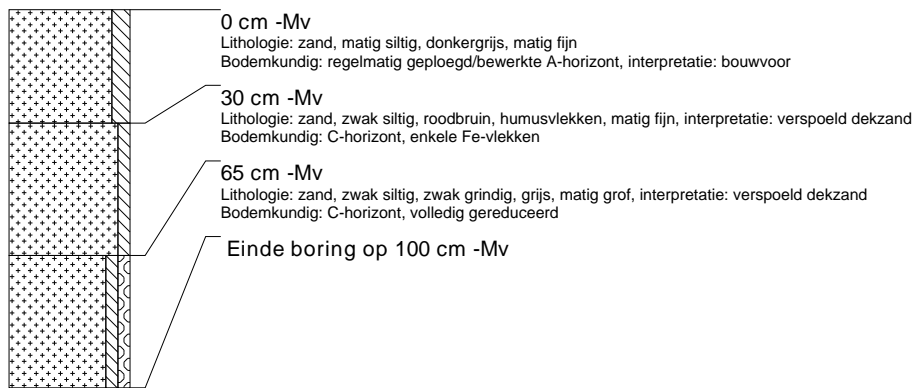 0 cm -Mv
Lithologie: zand, matig siltig, donkergrijs, matig fijn
Bodemkundig: regelmatig geploegd/bewerkte A-horizont, interpretatie: bouwvoor
30 cm -Mv
Lithologie: zand, zwak siltig, roodbruin, humusvlekken, matig fijn, interpretatie: verspoeld dekzand
Bodemkundig: C-horizont, enkele Fe-vlekken
65 cm -Mv
Lithologie: zand, zwak siltig, zwak grindig, grijs, matig grof, interpretatie: verspoeld dekzand
Bodemkundig: C-horizont, volledig gereduceerd
Einde boring op 100 cm -Mv